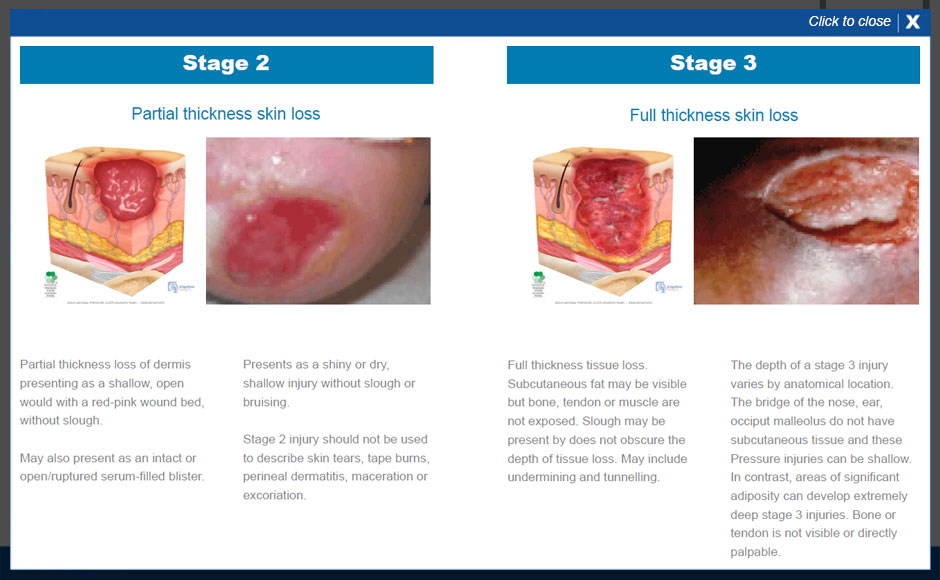 Click to close X
Stage 2
Partial thickness skin loss
Partial thickness loss of dermis
presenting as a shallow, open
would with a red-pink wound bed,
without slough.
May also present as an intact or
open/ruptured serum-filled blister.
Presents as a shiny or dry,
shallow injury without slough or
bruising.
Stage 2 injury should not be used
to describe skin tears, tape burns,
perineal dermatitis, maceration or
excoriation.
Stage 3
Full thickness skin loss
Full thickness tissue loss.
Subcutaneous fat may be visible
but bone, tendon or muscle are
not exposed. Slough may be
present by does not obscure the
depth of tissue loss. May include
undermining and tunnelling.
The depth of a stage 3 injury
varies by anatomical location.
The bridge of the nose, ear,
occiput malleolus do not have
subcutaneous tissue and these
Pressure injuries can be shallow.
In contrast, areas of significant
adiposity can develop extremely
deep stage 3 injuries. Bone or
tendon is not visible or directly
palpable.